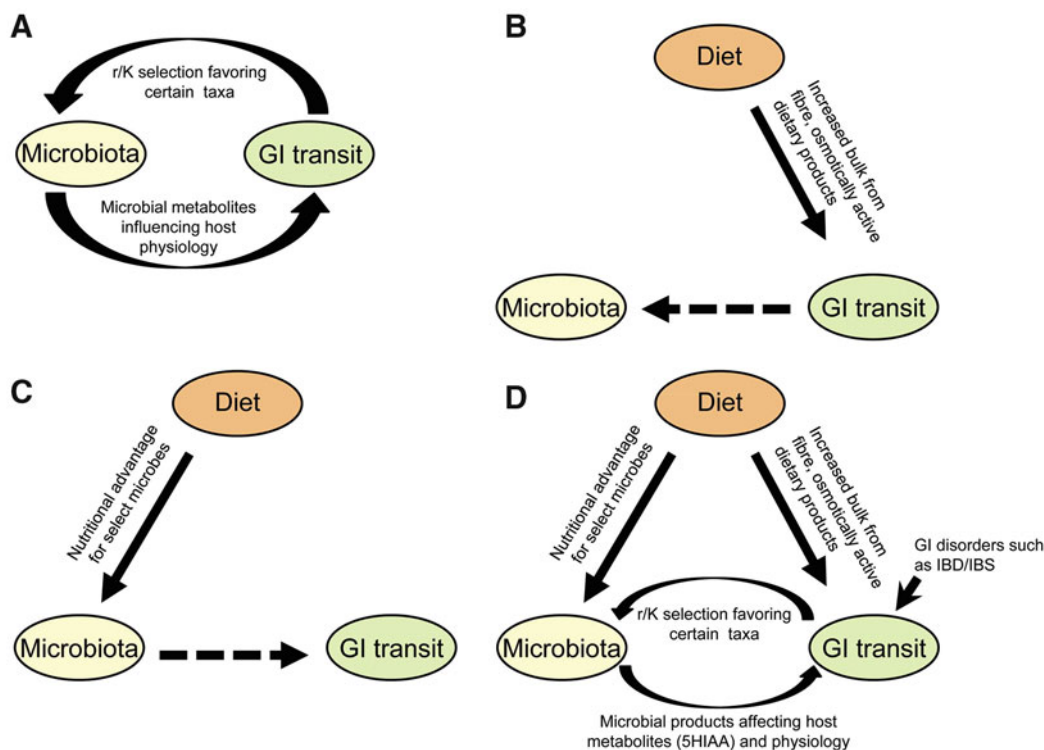 A
r/K selection favoring
certain taxa
Microbiota
GI transit
Microbial metabolites
influencing host
physiology
B
Diet
Increased bulk from
fibre, osmotically active
dietary products
Microbiota
GI transit
C
Diet
Nutritional advantage
for select microbes
Microbiota
GI transit
D
Diet
Nutritional advantage
for select microbes
Increased bulk from
fibre, osmotically active
dietary products
GI disorders such
as IBD/IBS
r/K selection favoring
certain taxa
Microbiota
GI transit
Microbial products affecting host
metabolites (5HIAA) and physiology